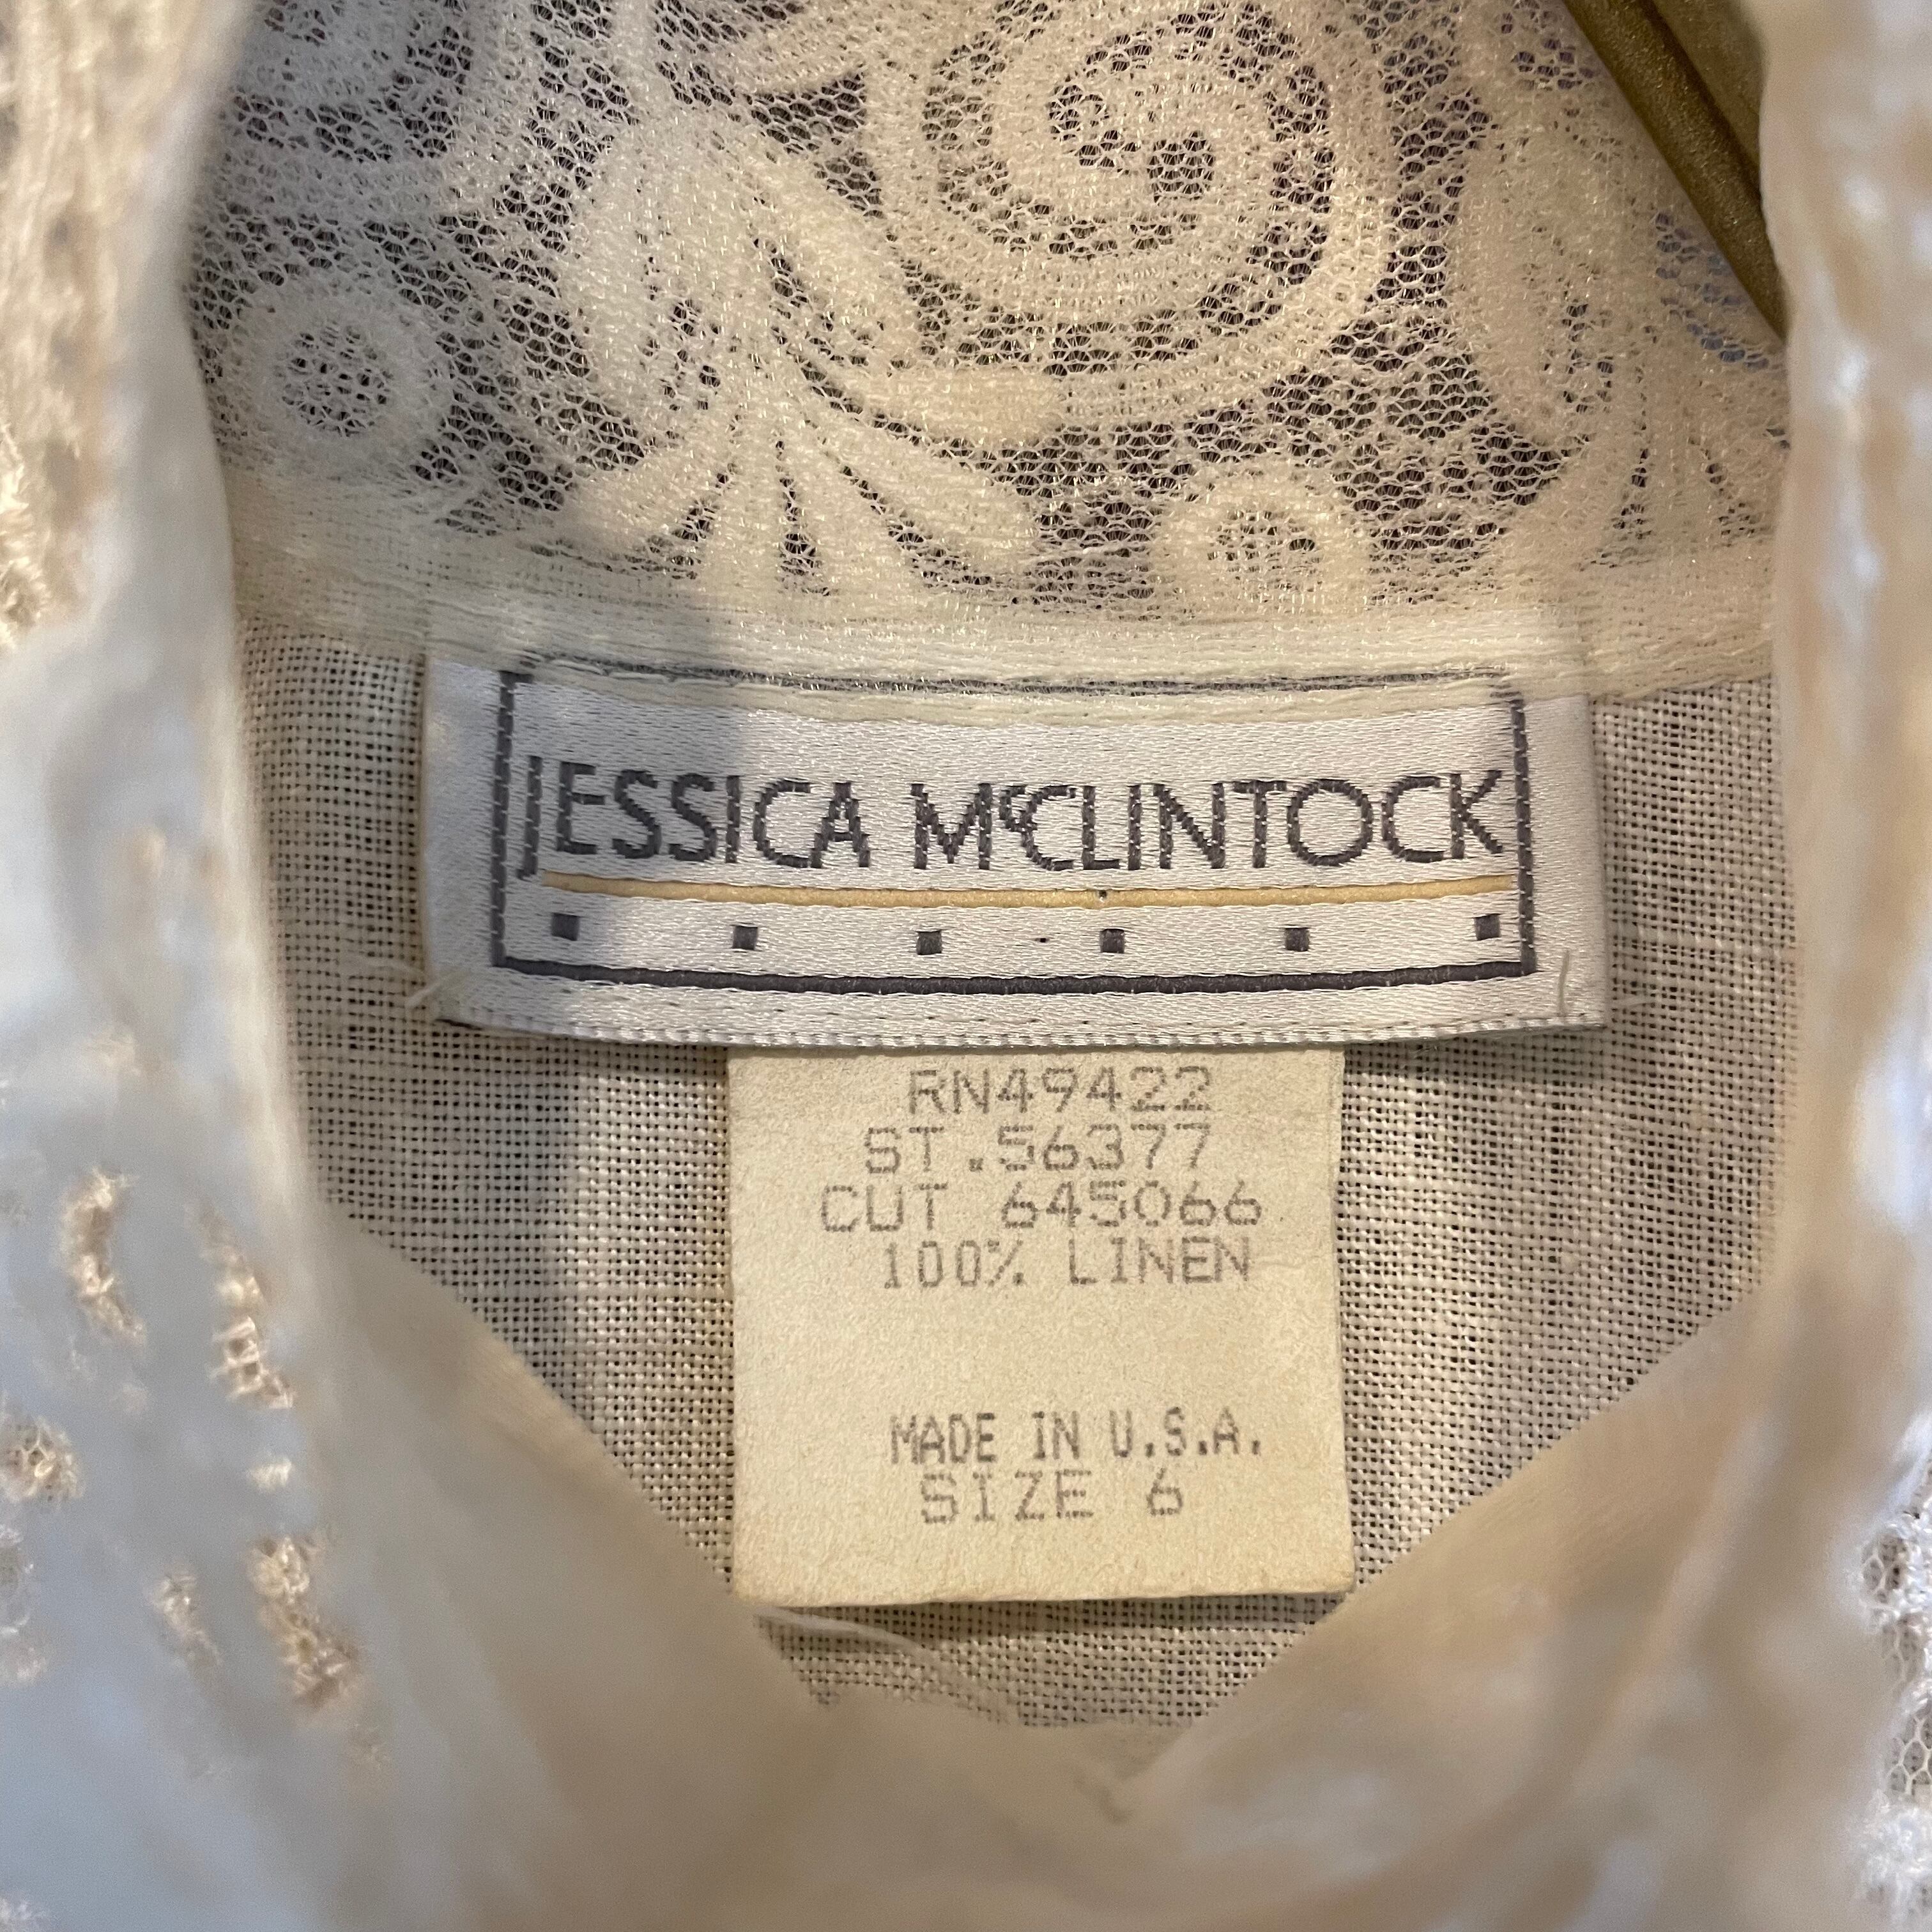 JESSICA McCLINTOCK
RN49422
ST.56377
CUT 645066
100% LINEN
MADE IN U.S.A.
SIZE 6